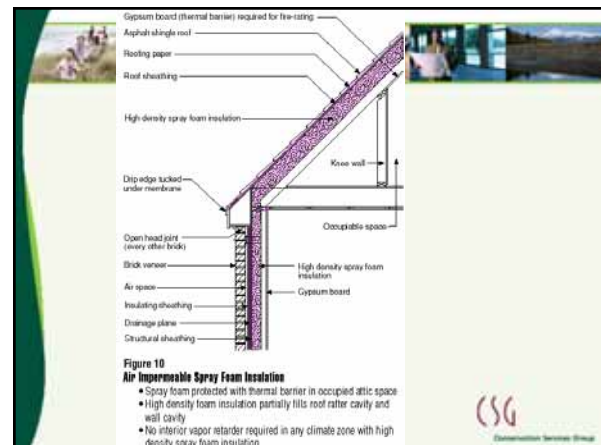 Gypsum board (thermal barrier) required for fire-rating
Asphalt shingle roof
Roofing paper
Roof sheathing
High density spray foam insulation
Knee wall
Drip edge tucked
under membrane
Occupiable space
Open head joint
(every other brick)
Brick veneer
High density spray foam
insulation
Air space
Gypsum board
Insulating sheathing
Drainage plane
Structural sheathing
Figure 10
Air Impermeable Spray Foam Insulation
• Spray foam protected with thermal barrier in occupied attic space
• High density foam insulation partially fills roof rafter cavity and
wall cavity
• No interior vapor retarder required in any climate zone with high
density spray foam insulation
CSG
Conservation Services Group